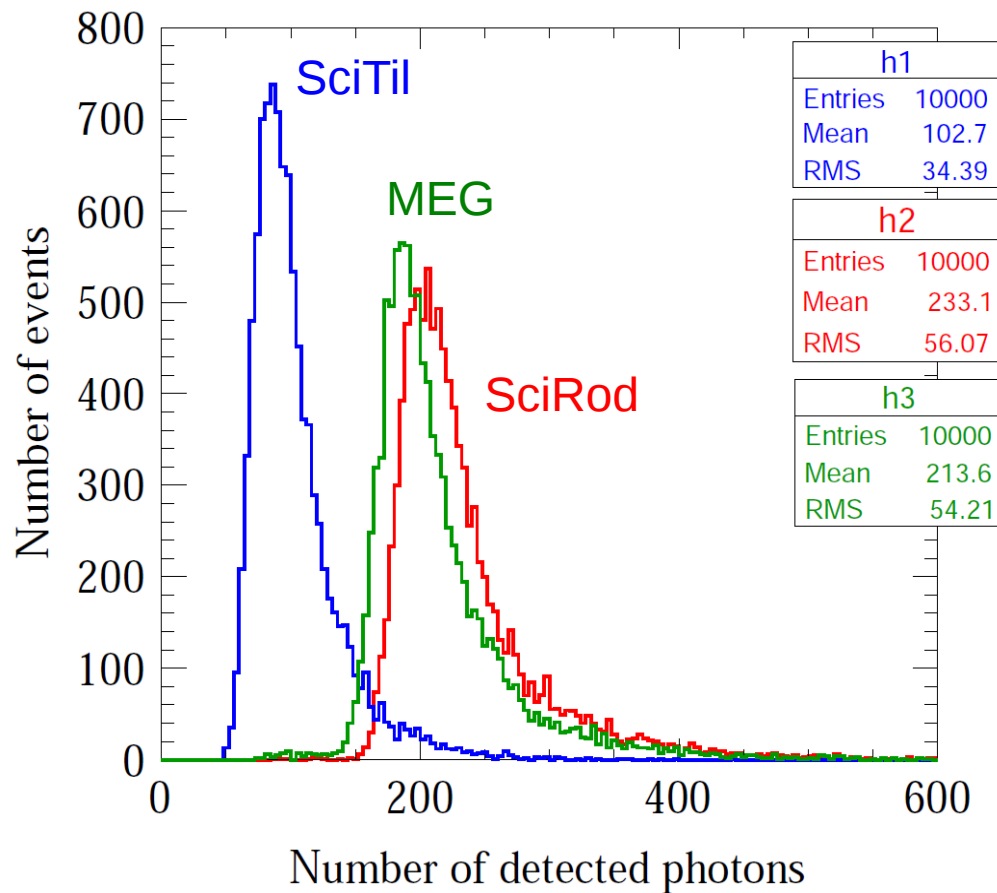 800
700
600
500
400
300
200
100
0
0
200
400
600
Number of events
Number of detected photons
SciTil
MEG
SciRod
h1
Entries 10000
Mean 102.7
RMS 34.39
h2
Entries 10000
Mean 233.1
RMS 56.07
h3
Entries 10000
Mean 213.6
RMS 54.21